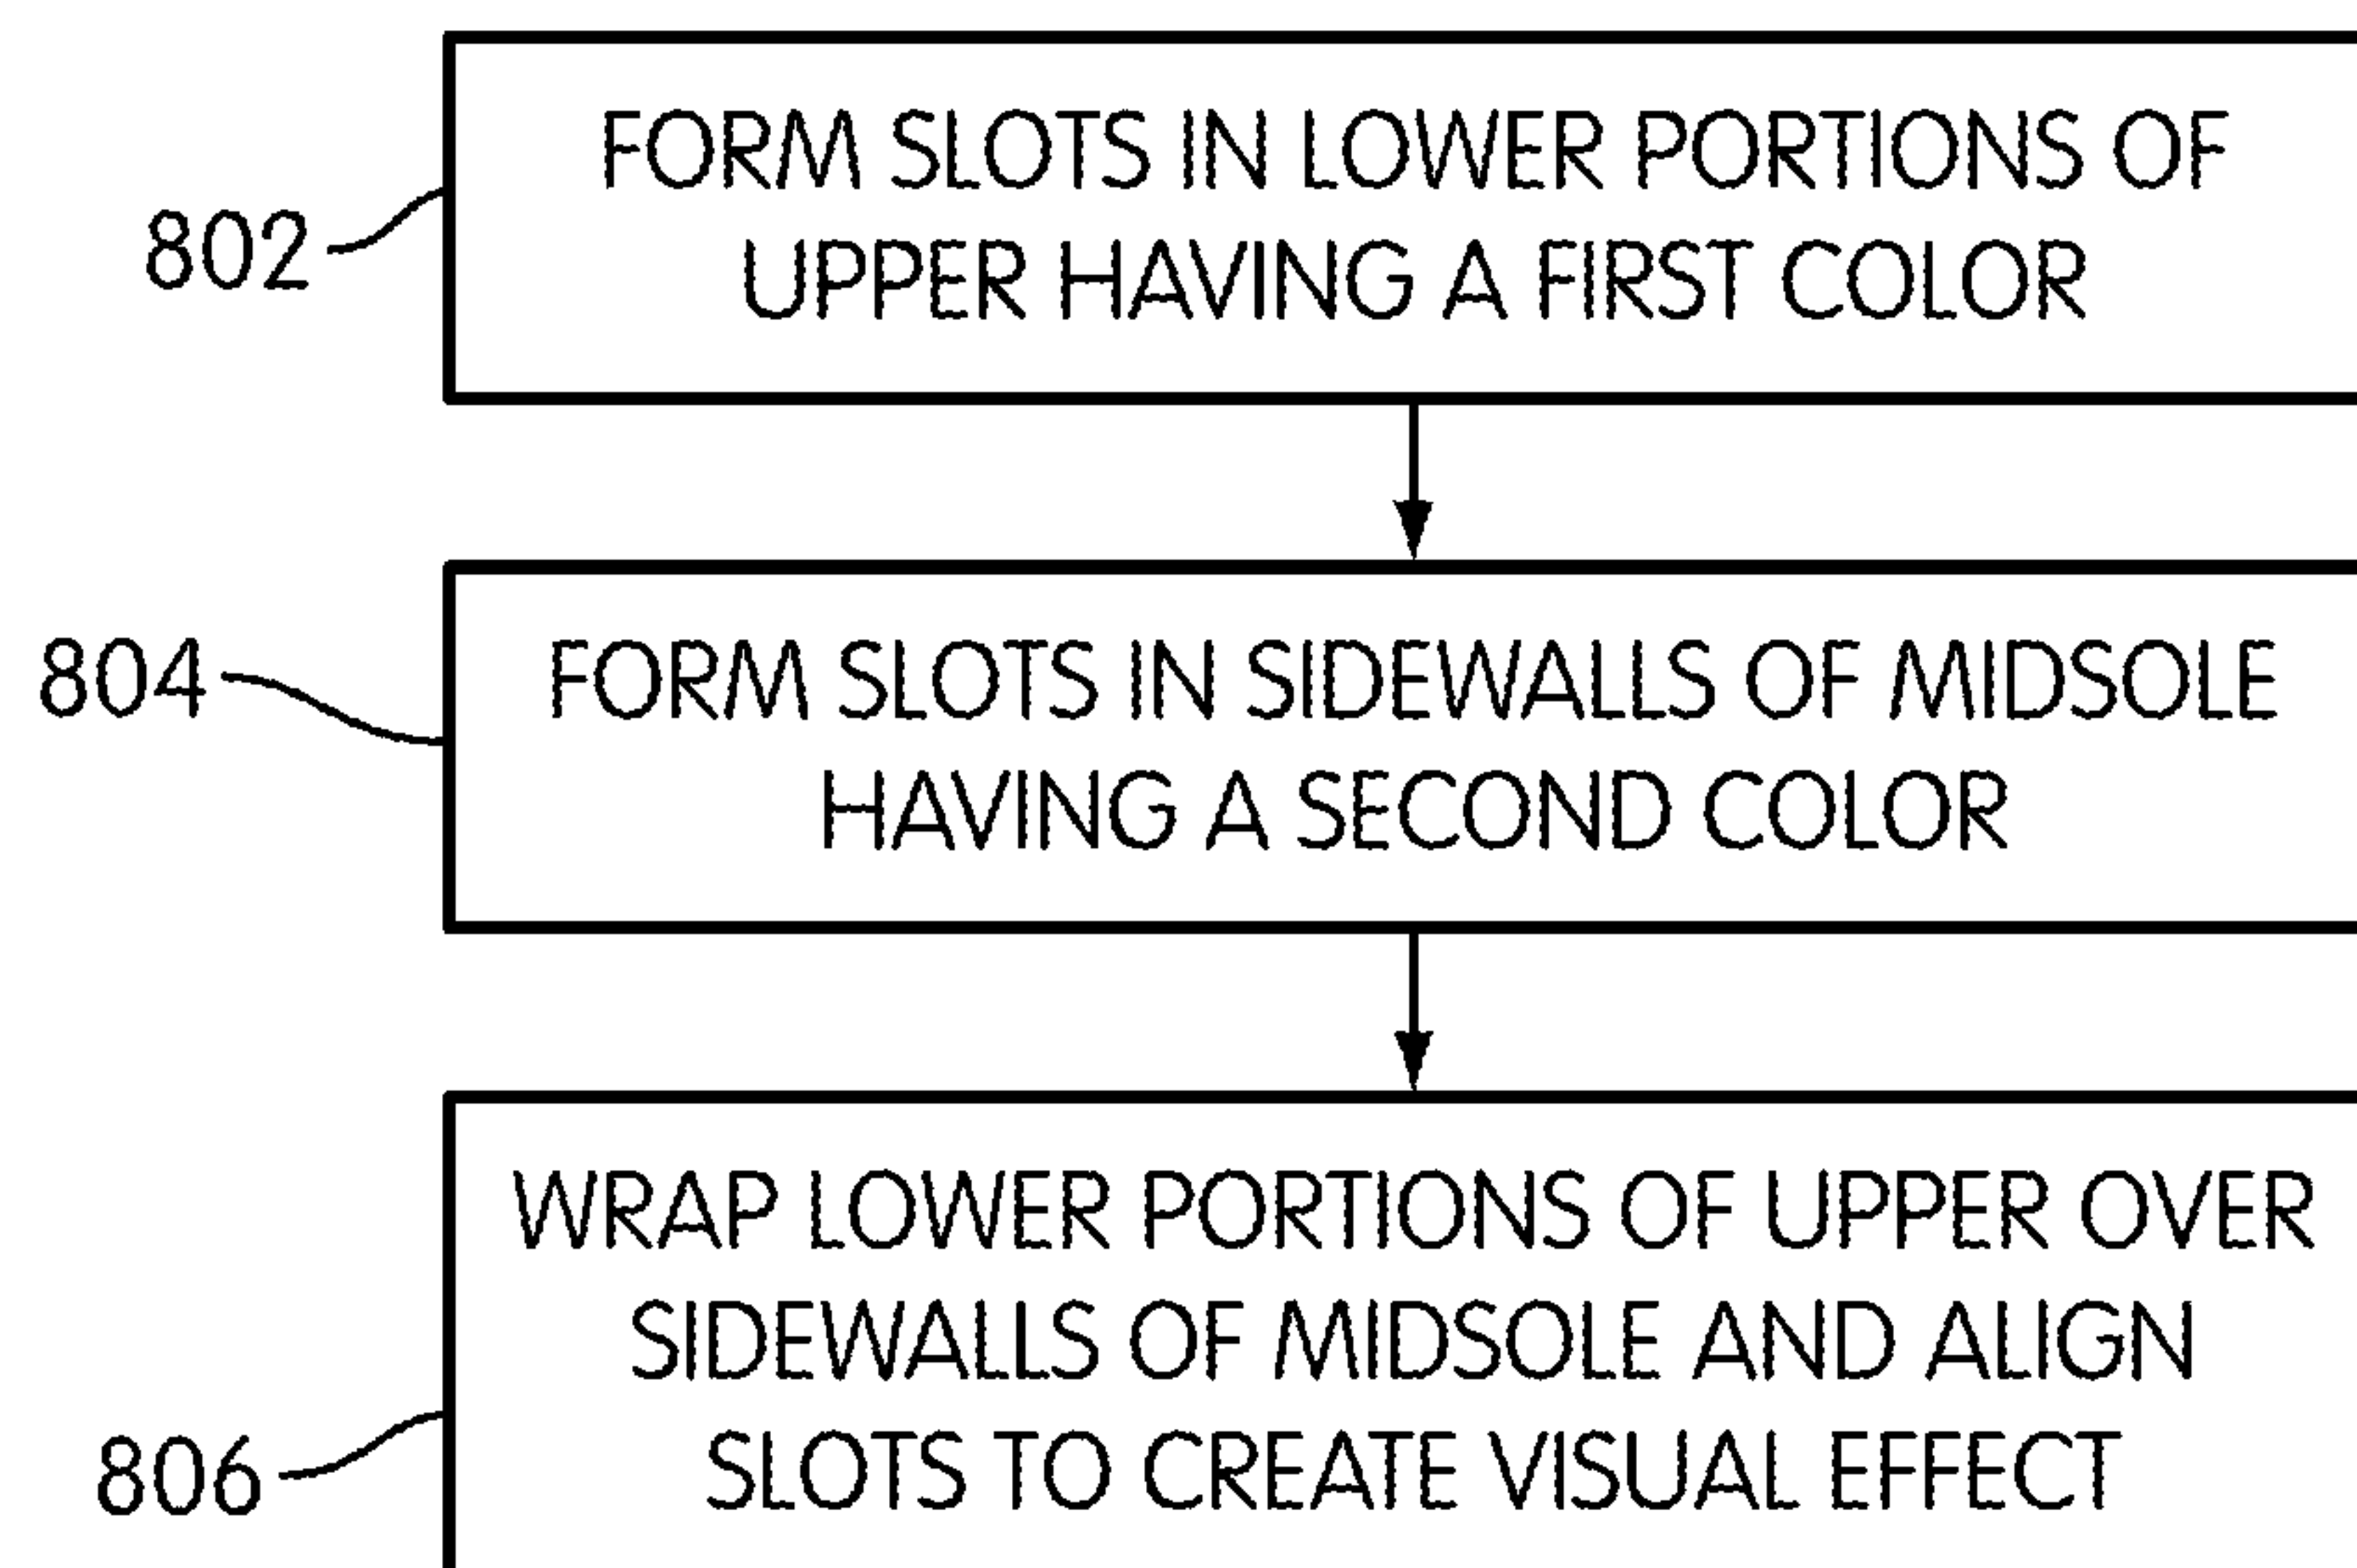 FORM SLOTS IN LOWER PORTIONS OF
UPPER HAVING A FIRST COLOR
802
FORM SLOTS IN SIDEWALLS OF MIDSOLE
HAVING A SECOND COLOR
804
WRAP LOWER PORTIONS OF UPPER OVER
SIDEWALLS OF MIDSOLE AND ALIGN
SLOTS TO CREATE VISUAL EFFECT
806